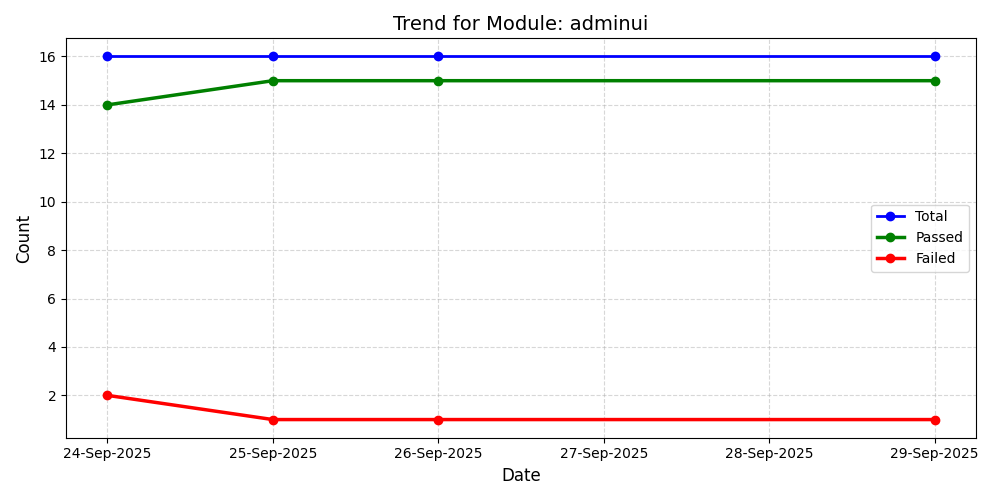 Trend for Module: adminui
Count
16
14
12
10
8
6
4
2
Total
Passed
Failed
24-Sep-2025 25-Sep-2025 26-Sep-2025 27-Sep-2025 28-Sep-2025 29-Sep-2025
Date